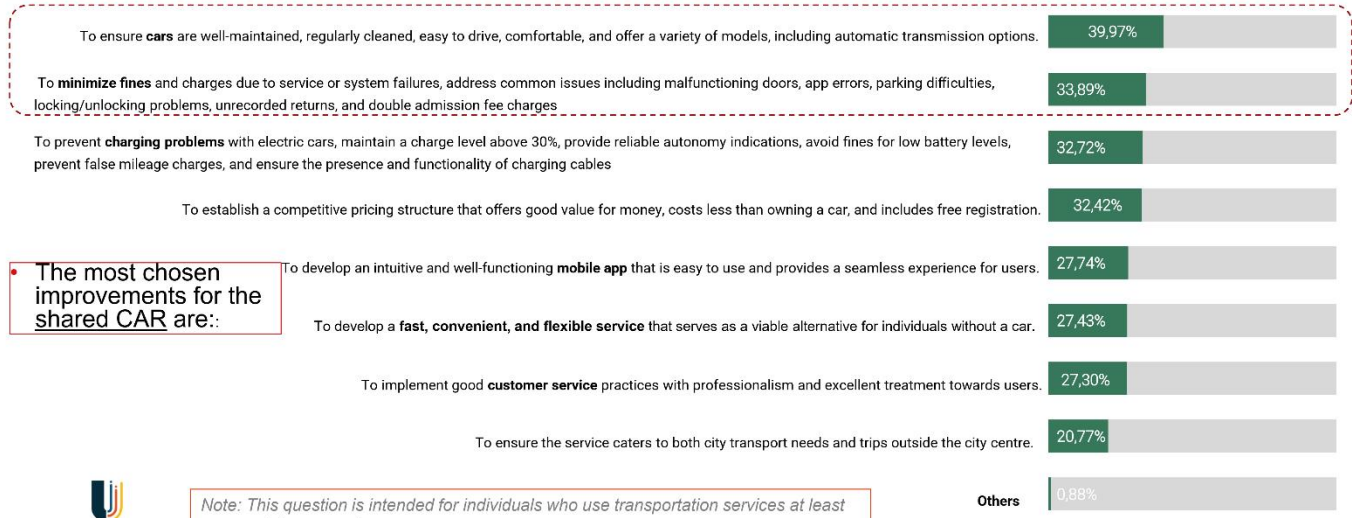 To ensure cars are well-maintained, regularly cleaned, easy to drive, comfortable, and offer a variety of models, including automatic transmission options.
39,97%
To minimize fines and charges due to service or system failures, address common issues including malfunctioning doors, app errors, parking difficulties,
locking/unlocking problems, unrecorded returns, and double admission fee charges
33,89%
To prevent charging problems with electric cars, maintain a charge level above 30%, provide reliable autonomy indications, avoid fines for low battery levels,
prevent false mileage charges, and ensure the presence and functionality of charging cables
32,72%
To establish a competitive pricing structure that offers good value for money, costs less than owning a car, and includes free registration.
32,42%
• The most chosen
improvements for the
shared CAR are::
To develop an intuitive and well-functioning mobile app that is easy to use and provides a seamless experience for users.
27,74%
To develop a fast, convenient, and flexible service that serves as a viable alternative for individuals without a car.
27,43%
To implement good customer service practices with professionalism and excellent treatment towards users.
27,30%
To ensure the service caters to both city transport needs and trips outside the city centre.
20,77%
Note: This question is intended for individuals who use transportation services at least
Others
0,88%